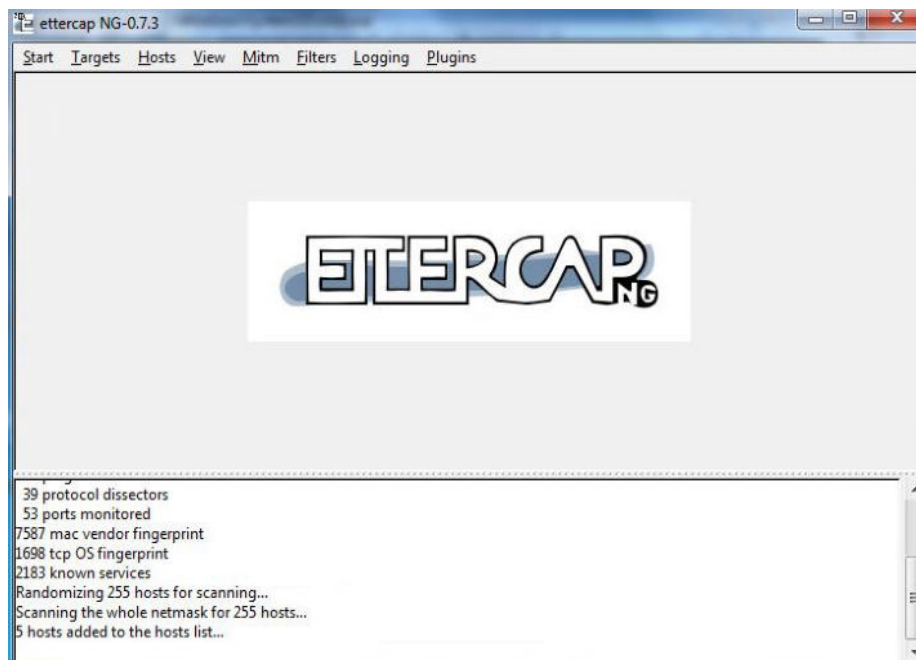 ettercap NG-0.7.3
Start Targets Hosts View Mitm Filters Logging Plugins
ETTERCAP
NG
39 protocol dissectors
53 ports monitored
7587 mac vendor fingerprint
1698 tcp OS fingerprint
2183 known services
Randomizing 255 hosts for scanning...
Scanning the whole netmask for 255 hosts...
5 hosts added to the hosts list...